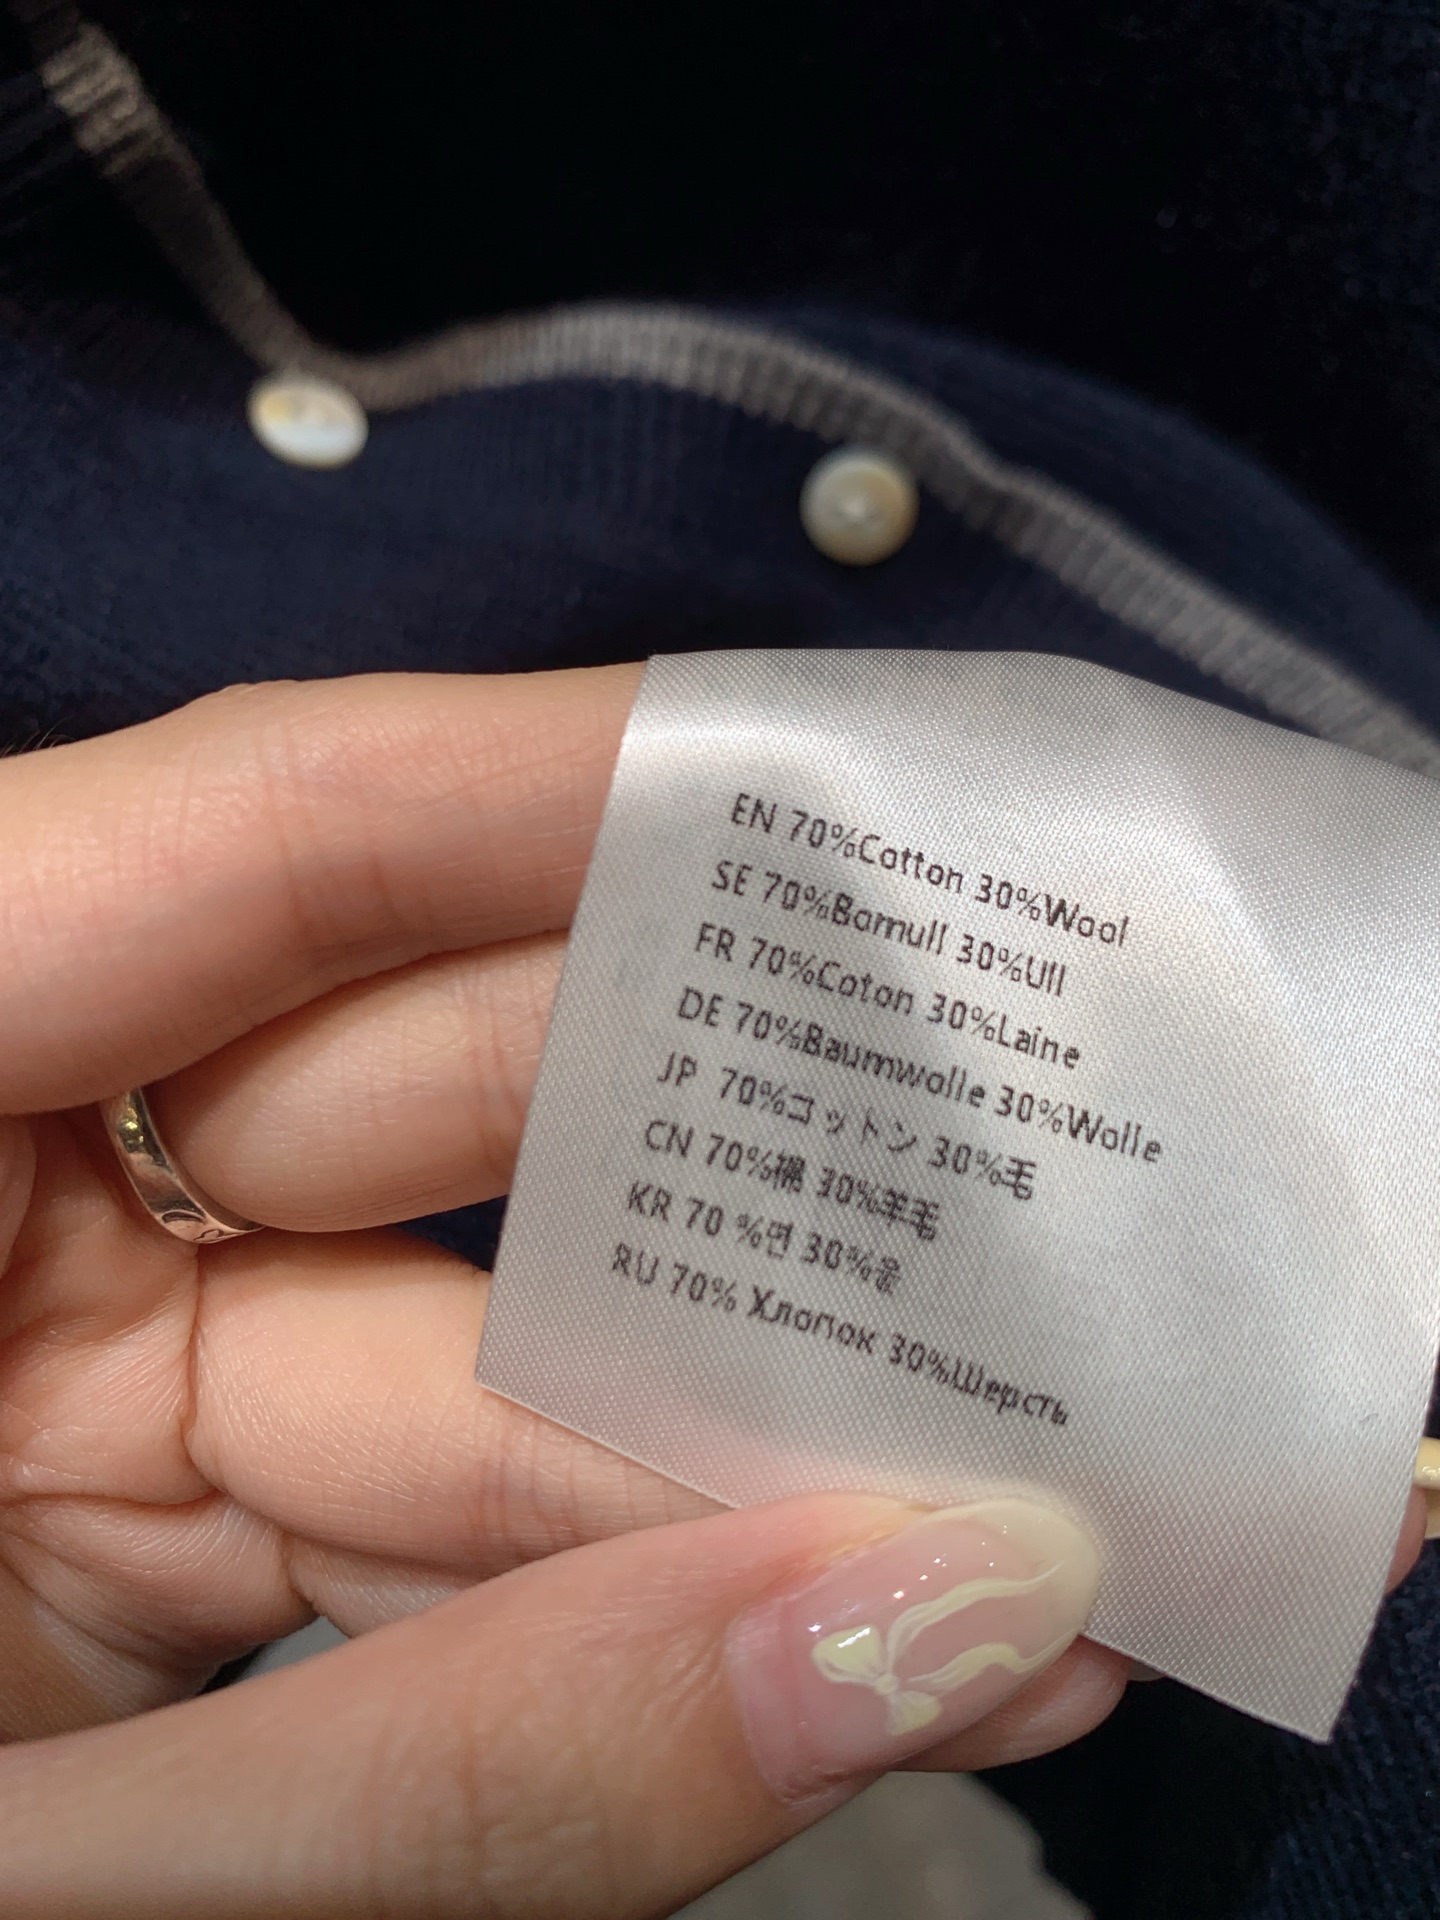 EN 70%Cotton 30%Wool
SE 70%Bomull 30%Ull
FR 70%Coton 30%Laine
DE 70%Baumwolle 30%Wolle
JP 70%コットン 30%毛
CN 70%棉 30%羊毛
KR 70 %면 30%울
RU 70% Хлопок 30%Шерсть